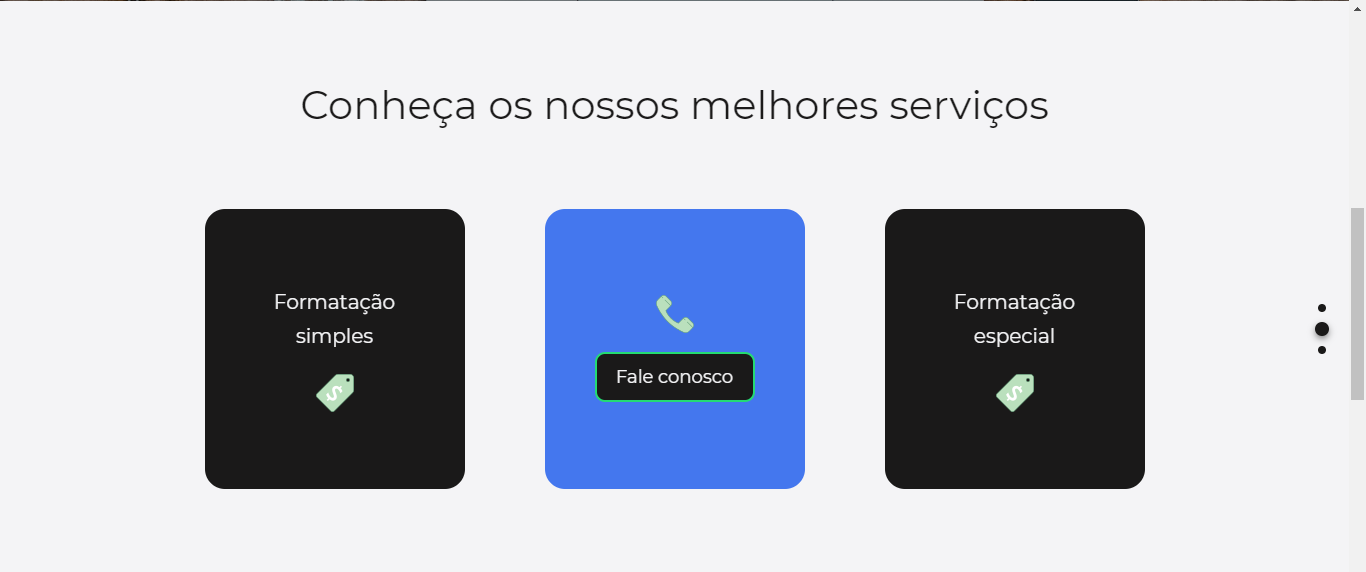 Conheça os nossos melhores serviços
Formatação
simples
Fale conosco
Formatação
especial